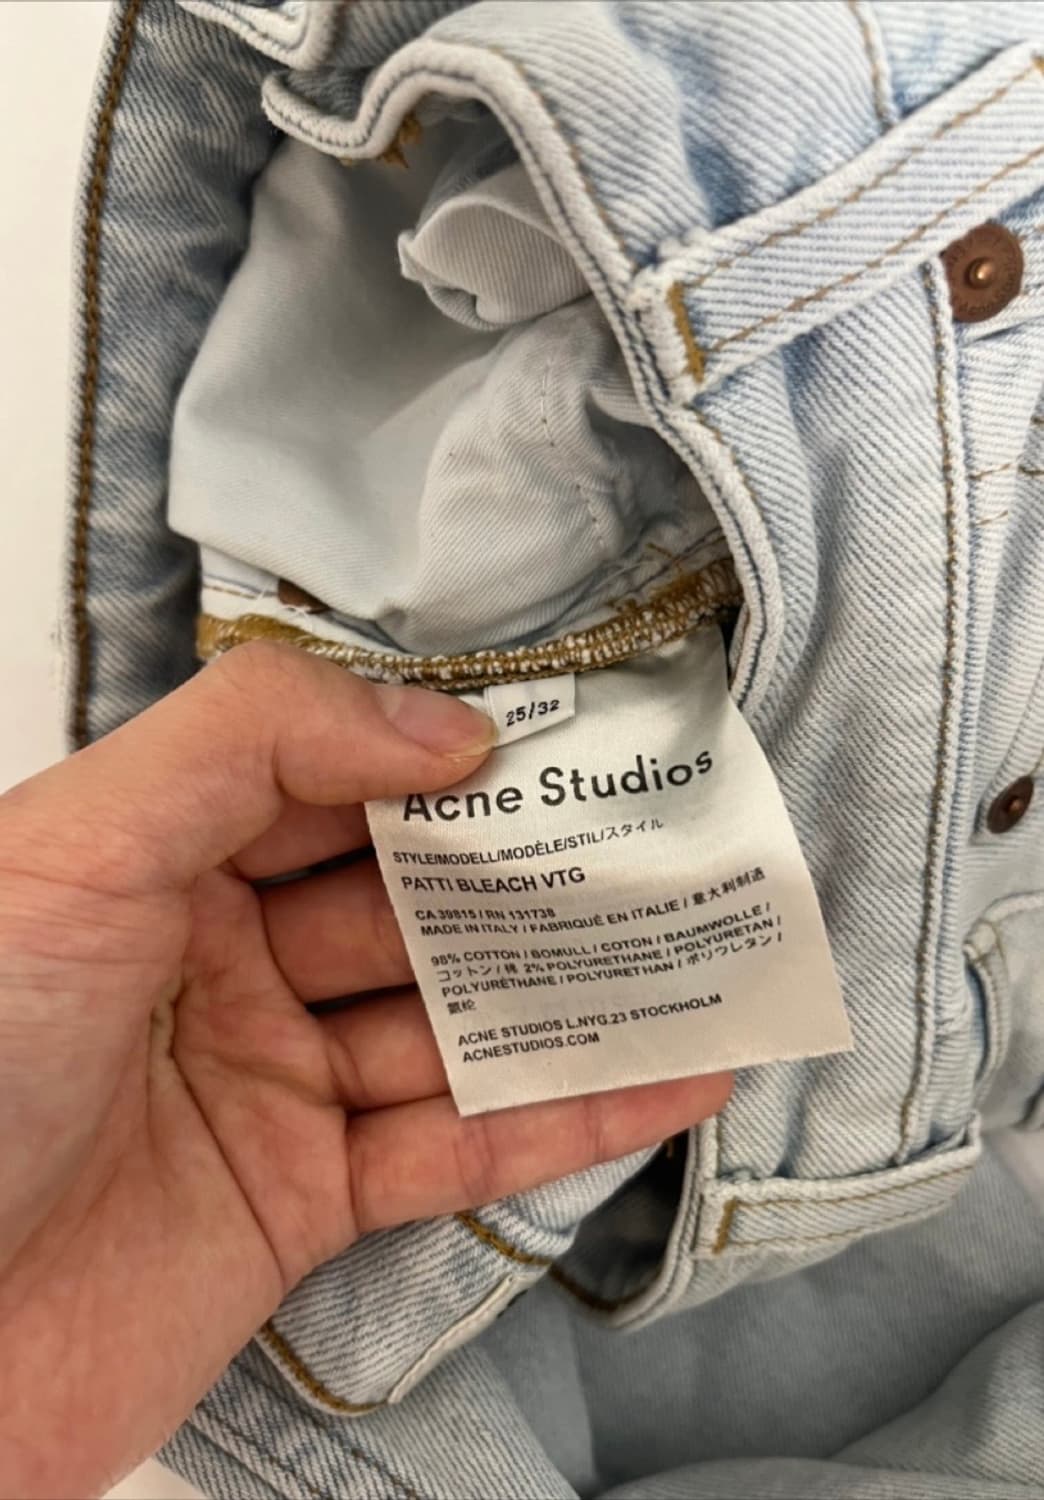 25/32
Acne Studios
STYLE/MODELL/MODÈLE/STIL/スタイル
PATTI BLEACH VTG
CA 39815 / RN 131738
MADE IN ITALY / FABRIQUÉ EN ITALIE / 意大利制造
98% COTTON / BOMULL / COTON / BAUMWOLLE /
コットン / 棉 2% POLYURETHANE / POLYURETAN /
POLYURÉTHANE / POLYURETHAN / ポリウレタン /
氨纶
ACNE STUDIOS L.NYG.23 STOCKHOLM
ACNESTUDIOS.COM